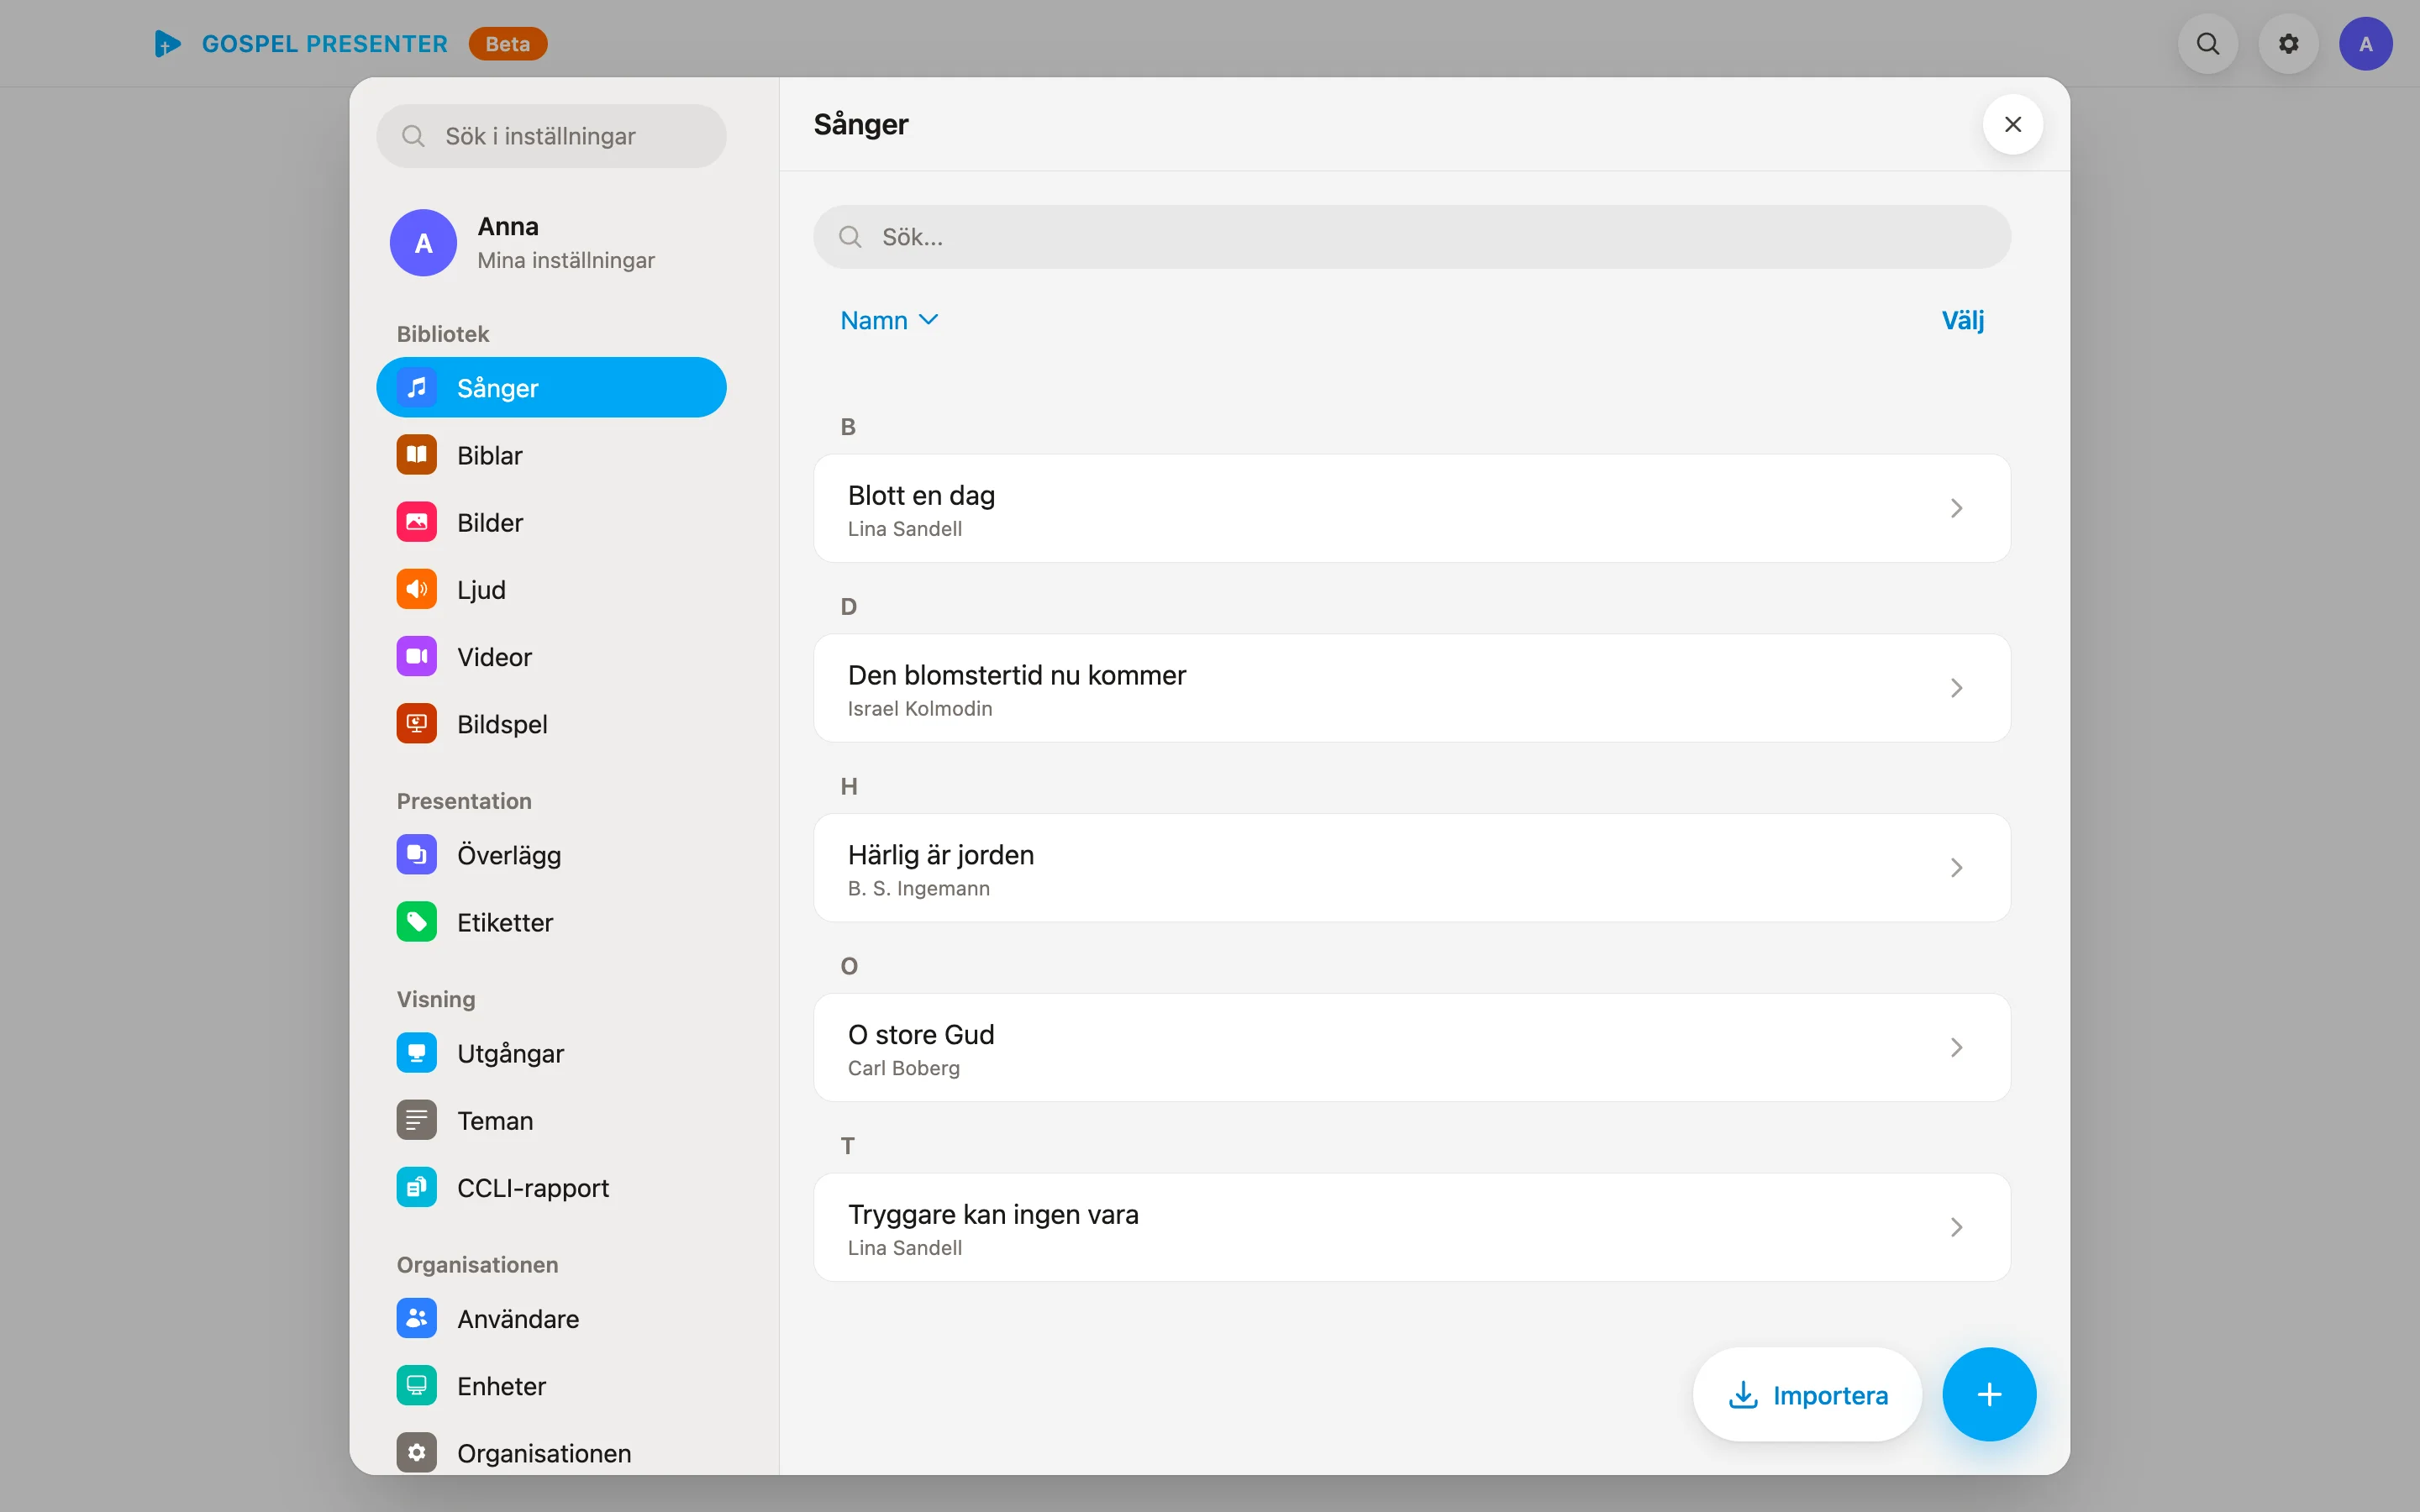 GOSPEL PRESENTER
Beta
A
Sök i inställningar
A
Anna
Mina inställningar
Bibliotek
Sånger
Biblar
Bilder
Ljud
Videor
Bildspel
Presentation
Överlägg
Etiketter
Visning
Utgångar
Teman
CCLI-rapport
Organisationen
Användare
Enheter
Organisationen
Sånger
Sök...
Namn
Välj
B
Blott en dag
Lina Sandell
D
Den blomstertid nu kommer
Israel Kolmodin
H
Härlig är jorden
B. S. Ingemann
O
O store Gud
Carl Boberg
T
Tryggare kan ingen vara
Lina Sandell
Importera